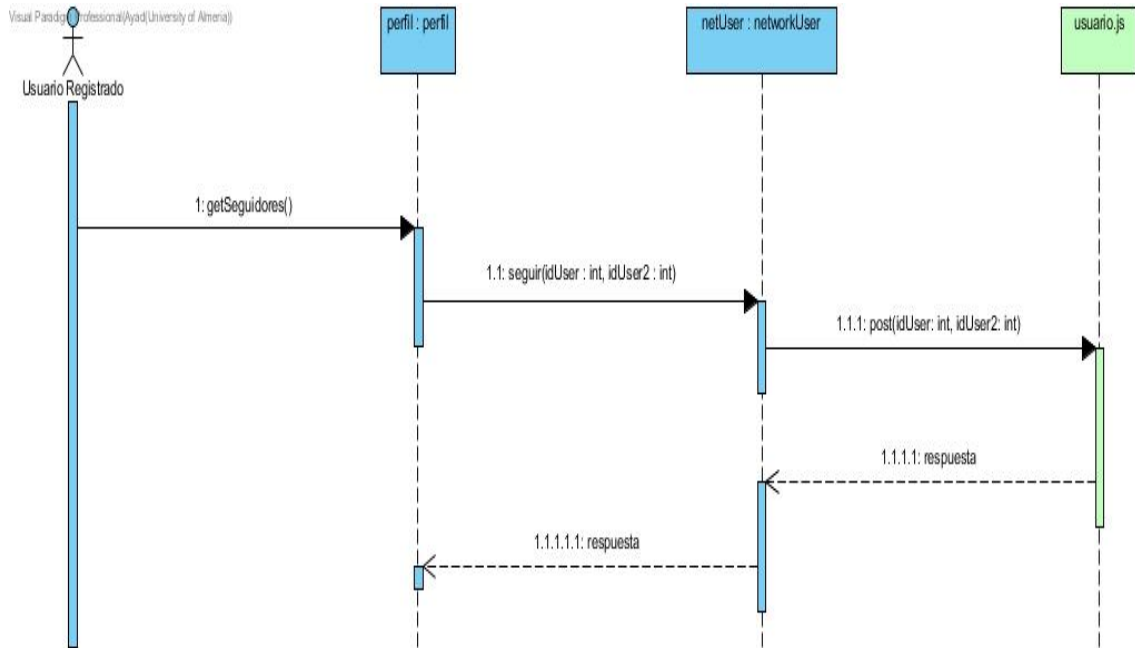 Visual Paradigm Professional(Ayad(University of Almeria))
perfil : perfil
netUser : networkUser
usuario.js
Usuario Registrado
1: getSeguidores()
1.1: seguir(idUser : int, idUser2 : int)
1.1.1: post(idUser: int, idUser2: int)
1.1.1.1: respuesta
1.1.1.1.1: respuesta